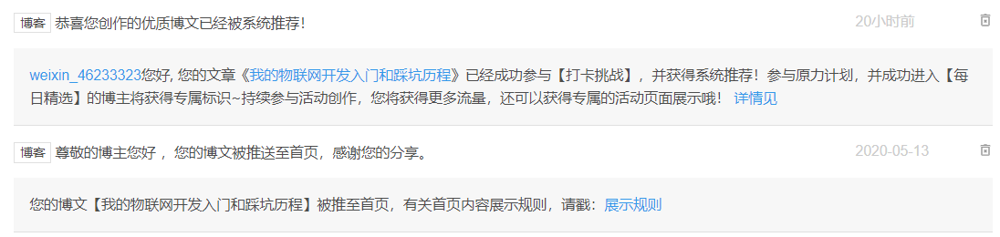 博客 恭喜您创作的优质博文已经被系统推荐！ 20小时前
weixin_46233323您好, 您的文章《我的物联网开发入门和踩坑历程》已经成功参与【打卡挑战】，并获得系统推荐！参与原力计划，并成功进入【每
日精选】的博主将获得专属标识~持续参与活动创作，您将获得更多流量，还可以获得专属的活动页面展示哦！ 详情见
博客 尊敬的博主您好 ，您的博文被推送至首页，感谢您的分享。 2020-05-13
您的博文【我的物联网开发入门和踩坑历程】被推至首页，有关首页内容展示规则，请戳：展示规则